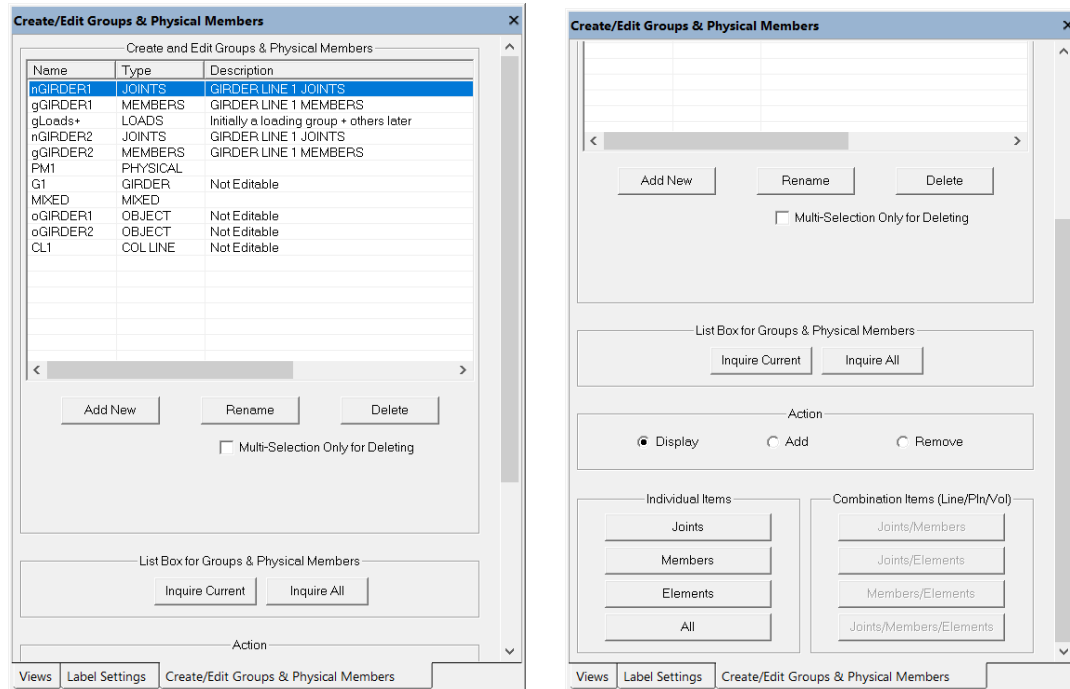 Create/Edit Groups & Physical Members
Create and Edit Groups & Physical Members
Name Type Description
nGIRDER1 JOINTS GIRDER LINE 1 JOINTS
gGIRDER1 MEMBERS GIRDER LINE 1 MEMBERS
gLoads+ LOADS Initially a loading group + others later
nGIRDER2 JOINTS GIRDER LINE 1 JOINTS
gGIRDER2 MEMBERS GIRDER LINE 1 MEMBERS
PM1 PHYSICAL
G1 GIRDER Not Editable
MIXED MIXED
oGIRDER1 OBJECT Not Editable
oGIRDER2 OBJECT Not Editable
CL1 COL LINE Not Editable
Add New Rename Delete
Multi-Selection Only for Deleting
List Box for Groups & Physical Members
Inquire Current Inquire All
Action
Views Label Settings Create/Edit Groups & Physical Members
Create/Edit Groups & Physical Members
Add New Rename Delete
Multi-Selection Only for Deleting
List Box for Groups & Physical Members
Inquire Current Inquire All
Action
Display Add Remove
Individual Items
Joints
Members
Elements
All
Combination Items (Line/Pln/Vol)
Joints/Members
Joints/Elements
Members/Elements
Joints/Members/Elements
Views Label Settings Create/Edit Groups & Physical Members